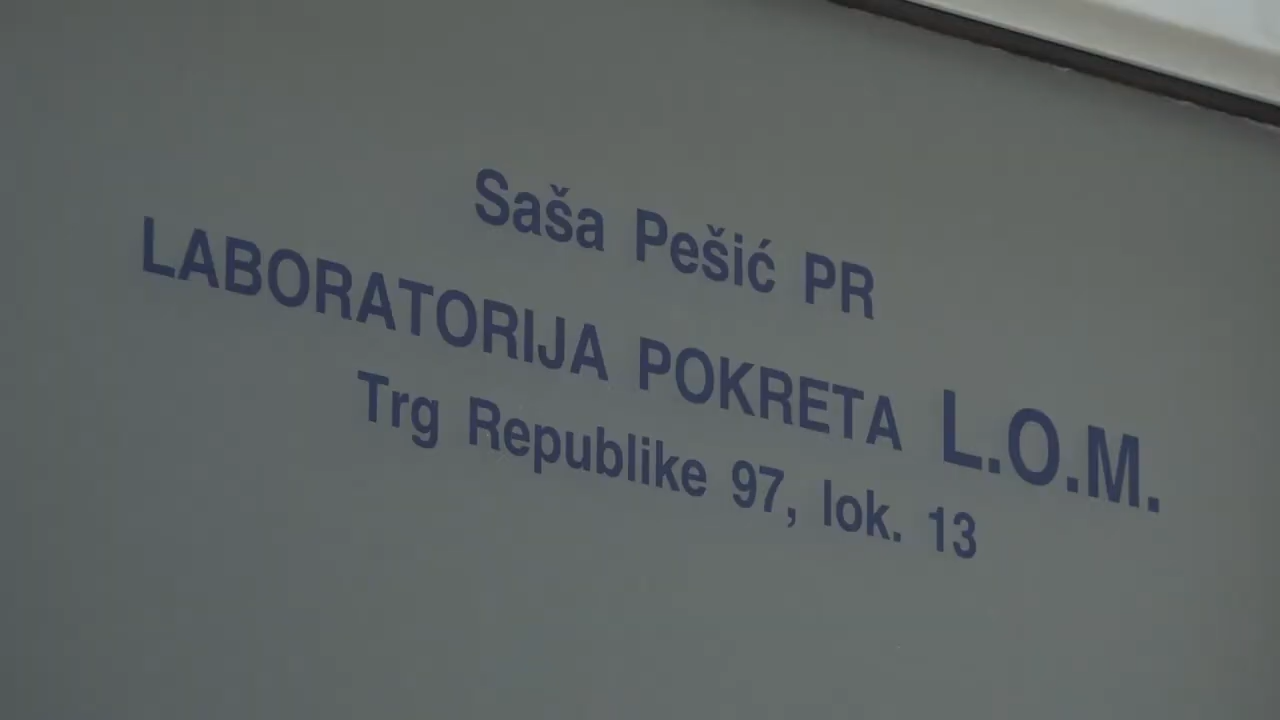 Saša Pešić PR
LABORATORIJA POKRETA L.O.M.
Trg Republike 97, lok. 13